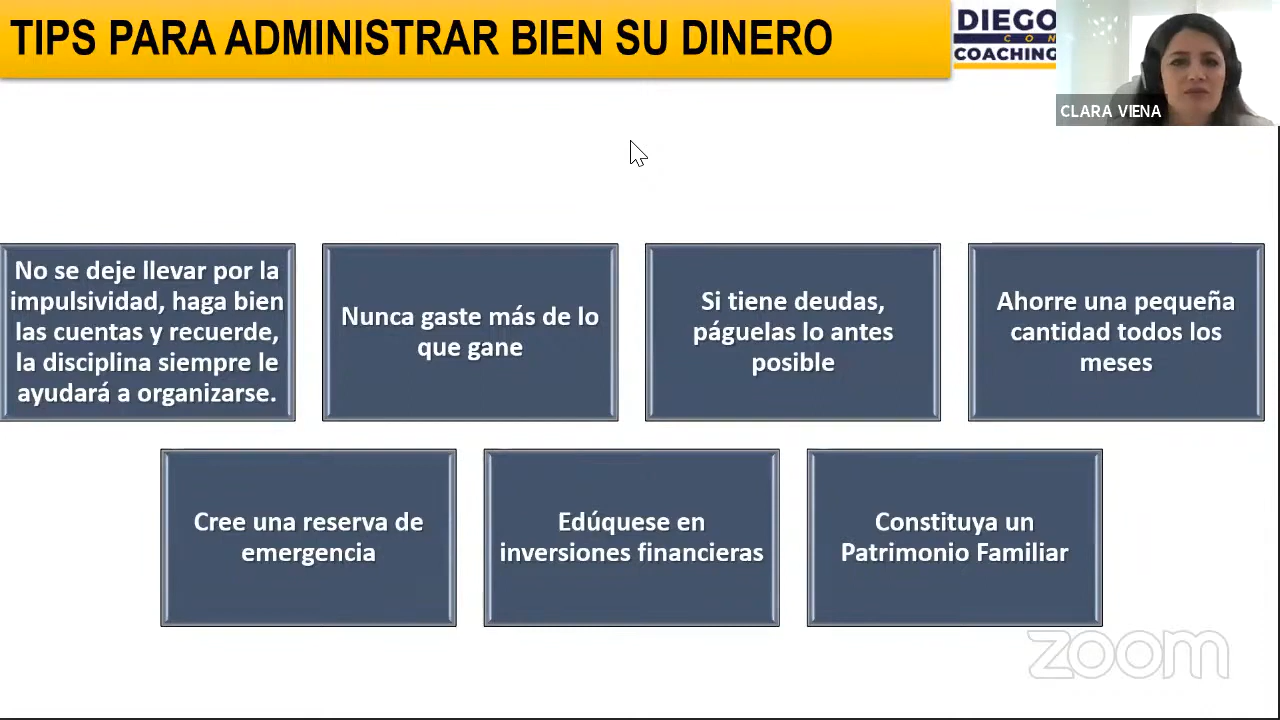 TIPS PARA ADMINISTRAR BIEN SU DINERO
DIEGO
CON
COACHING
CLARA VIENA
No se deje llevar por la
impulsividad, haga bien
las cuentas y recuerde,
la disciplina siempre le
ayudará a organizarse.
Nunca gaste más de lo
que gane
Si tiene deudas,
páguelas lo antes
posible
Ahorre una pequeña
cantidad todos los
meses
Cree una reserva de
emergencia
Edúquese en
inversiones financieras
Constituya un
Patrimonio Familiar
zoom